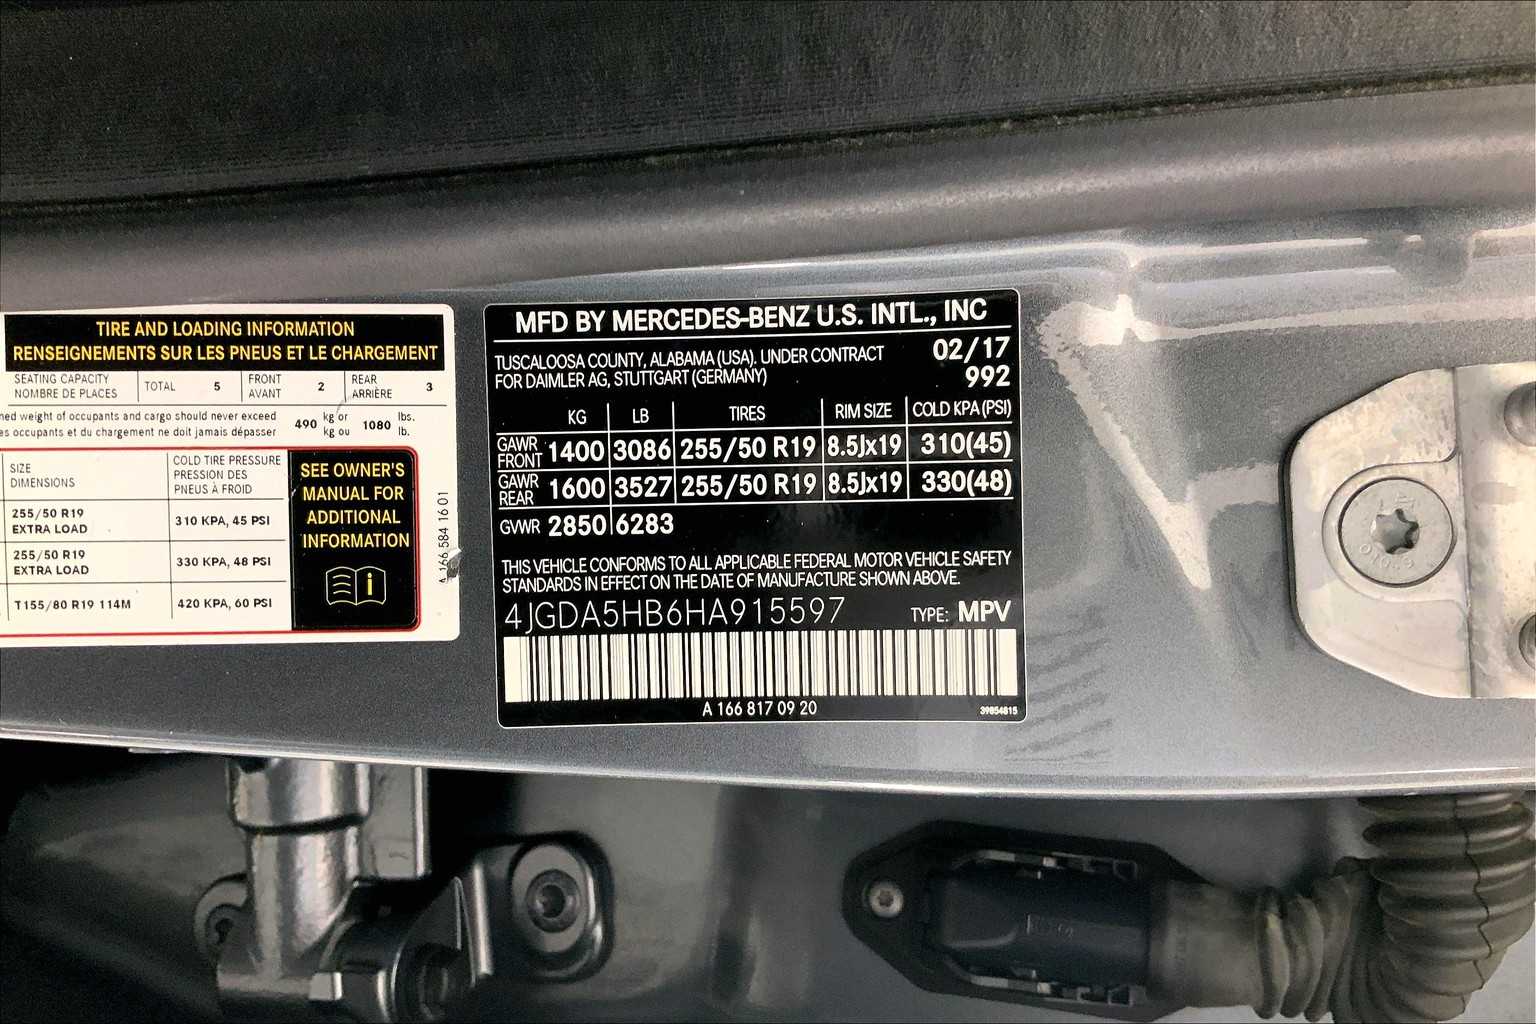 TIRE AND LOADING INFORMATION
RENSEIGNEMENTS SUR LES PNEUS ET LE CHARGEMENT
SEATING CAPACITY
NOMBRE DE PLACES
TOTAL 5
FRONT
AVANT
2
REAR
ARRIÈRE
3
weight of occupants and cargo should never exceed
occupants et du chargement ne doit jamais dépasser
490 kg or
kg ou
1080 lbs.
lb.
SIZE
DIMENSIONS
COLD TIRE PRESSURE
PRESSION DES
PNEUS À FROID
255/50 R19
EXTRA LOAD
310 KPA, 45 PSI
255/50 R19
EXTRA LOAD
330 KPA, 48 PSI
T155/80 R19 114M
420 KPA, 60 PSI
SEE OWNER'S
MANUAL FOR
ADDITIONAL
INFORMATION
A 166 584 16 01
MFD BY MERCEDES-BENZ U.S. INTL., INC
TUSCALOOSA COUNTY, ALABAMA (USA). UNDER CONTRACT
FOR DAIMLER AG, STUTTGART (GERMANY)
02/17
992
KG LB TIRES RIM SIZE COLD KPA (PSI)
GAWR
FRONT
1400 3086 255/50 R19 8.5Jx19 310(45)
GAWR
REAR
1600 3527 255/50 R19 8.5Jx19 330(48)
GVWR 2850 6283
THIS VEHICLE CONFORMS TO ALL APPLICABLE FEDERAL MOTOR VEHICLE SAFETY
STANDARDS IN EFFECT ON THE DATE OF MANUFACTURE SHOWN ABOVE.
4JGDA5HB6HA915597 TYPE: MPV
A 166 817 09 20
39854815